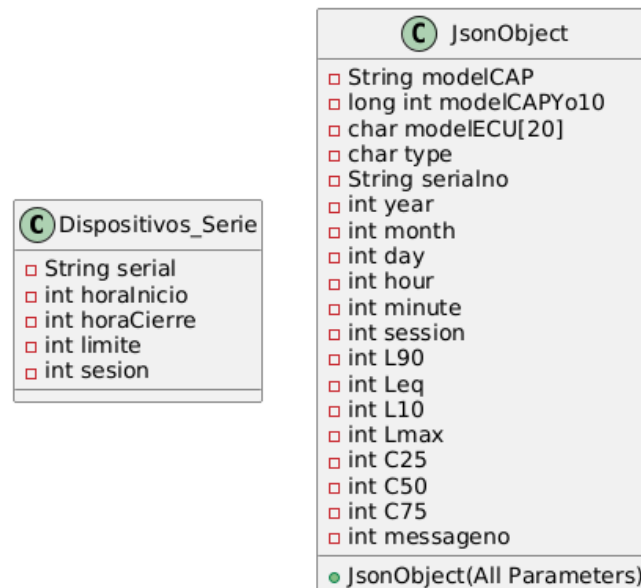 C Dispositivos_Serie
String serial
int horaInicio
int horaCierre
int limite
int sesion
C JsonObject
String modelCAP
long int modelCAPYo10
char modelECU[20]
char type
String serialno
int year
int month
int day
int hour
int minute
int session
int L90
int Leq
int L10
int Lmax
int C25
int C50
int C75
int messageno
JsonObject(All Parameters)